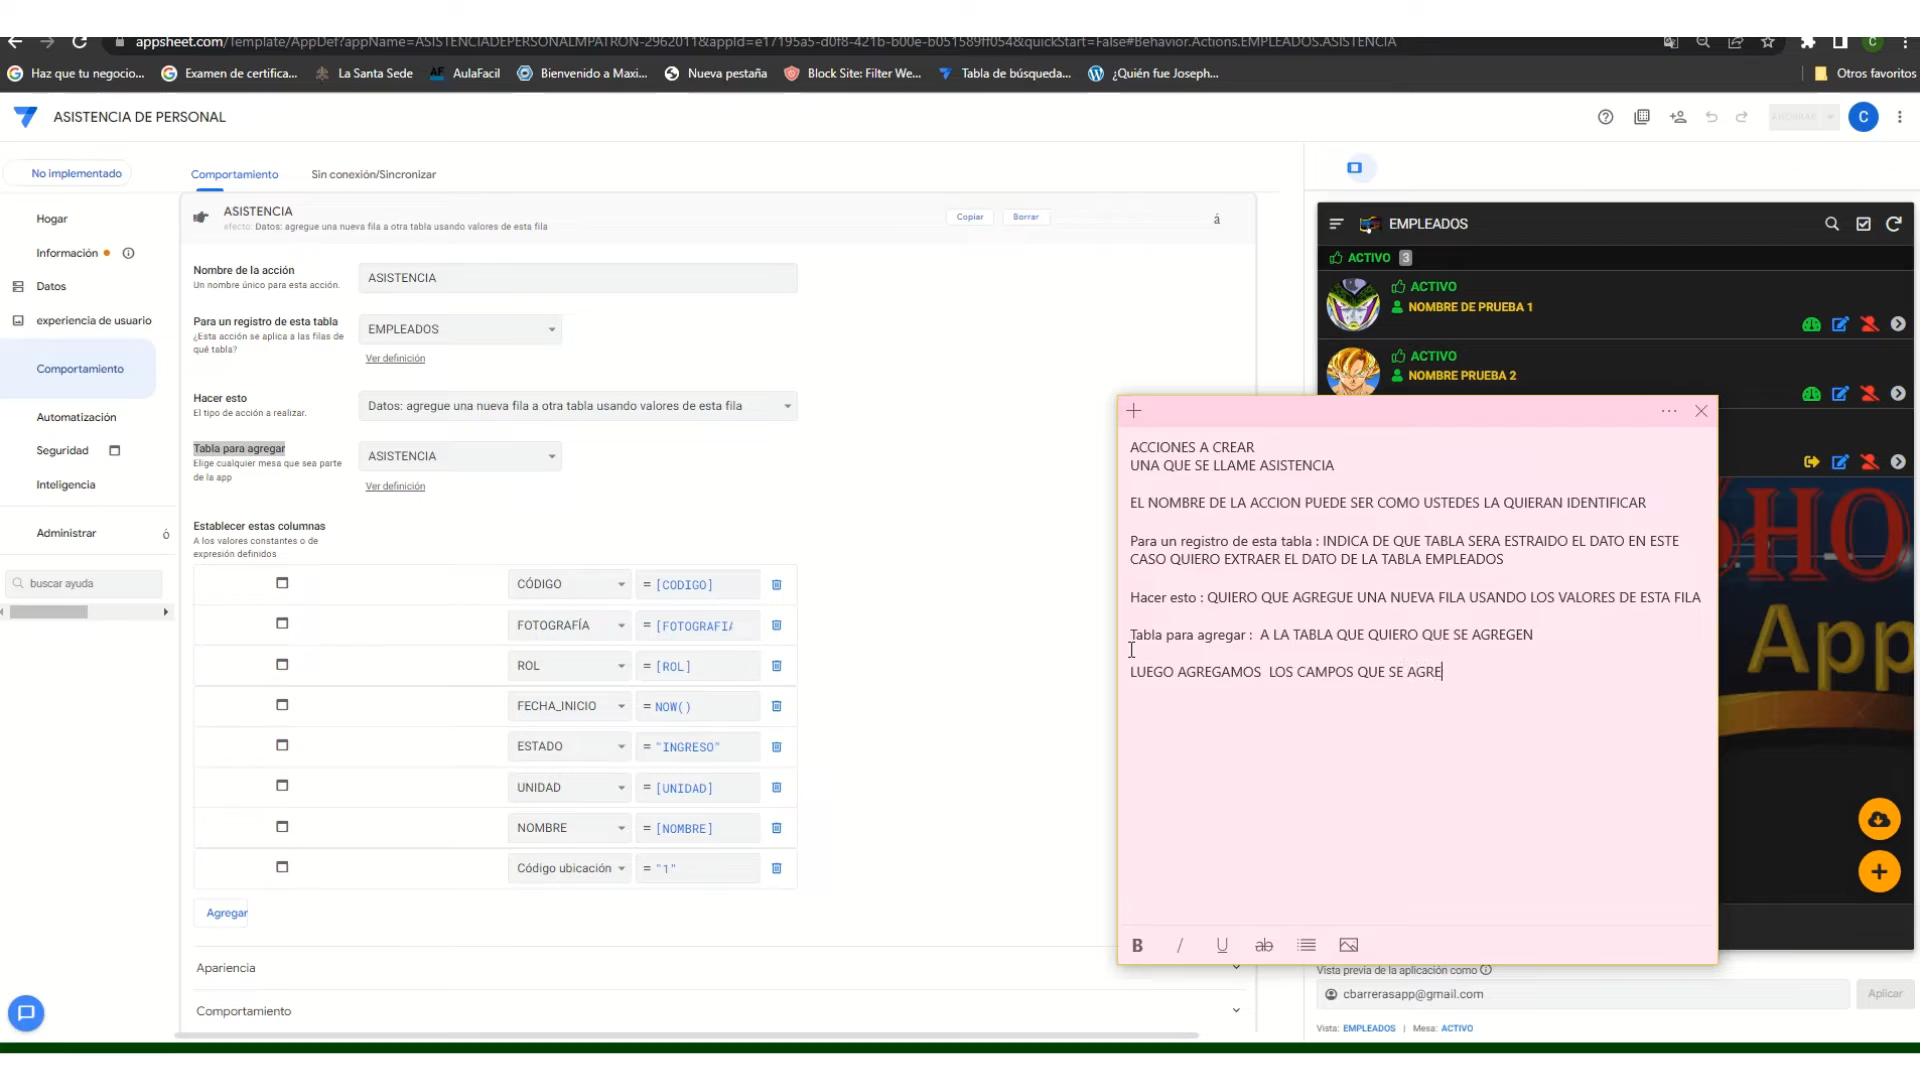 appsheet.com/Template/AppDef?appName=ASISTENCIADEPERSONALMPATRON-2962011&appId=e17195a5-d0f8-421b-b00e-b051589ff054&quickStart=False#Behavior.Actions.EMPLEADOS.ASISTENCIA
Haz que tu negocio... Examen de certifica... La Santa Sede AulaFacil Bienvenido a Maxi... Nueva pestaña Block Site: Filter We... Tabla de búsqueda... ¿Quién fue Joseph... Otros favoritos
ASISTENCIA DE PERSONAL
AHORRAR
C
No implementado
Comportamiento
Sin conexión/Sincronizar
Hogar
Información
Datos
experiencia de usuario
Comportamiento
Automatización
Seguridad
Inteligencia
Administrar ó
buscar ayuda
ASISTENCIA
efecto: Datos: agregue una nueva fila a otra tabla usando valores de esta fila
Copiar
Borrar
á
Nombre de la acción
Un nombre único para esta acción.
ASISTENCIA
Para un registro de esta tabla
¿Esta acción se aplica a las filas de
qué tabla?
EMPLEADOS
Ver definición
Hacer esto
El tipo de acción a realizar.
Datos: agregue una nueva fila a otra tabla usando valores de esta fila
Tabla para agregar
Elige cualquier mesa que sea parte
de la app
ASISTENCIA
Ver definición
Establecer estas columnas
A los valores constantes o de
expresión definidos
CÓDIGO = [CODIGO]
FOTOGRAFÍA = [FOTOGRAFIA
ROL = [ROL]
FECHA_INICIO = NOW()
ESTADO = "INGRESO"
UNIDAD = [UNIDAD]
NOMBRE = [NOMBRE]
Código ubicación = "1"
Agregar
Apariencia
Comportamiento
EMPLEADOS
ACTIVO 3
ACTIVO
NOMBRE DE PRUEBA 1
ACTIVO
NOMBRE PRUEBA 2
ACCIONES A CREAR
UNA QUE SE LLAME ASISTENCIA
EL NOMBRE DE LA ACCION PUEDE SER COMO USTEDES LA QUIERAN IDENTIFICAR
Para un registro de esta tabla : INDICA DE QUE TABLA SERA ESTRAIDO EL DATO EN ESTE
CASO QUIERO EXTRAER EL DATO DE LA TABLA EMPLEADOS
Hacer esto : QUIERO QUE AGREGUE UNA NUEVA FILA USANDO LOS VALORES DE ESTA FILA
Tabla para agregar : A LA TABLA QUE QUIERO QUE SE AGREGEN
LUEGO AGREGAMOS LOS CAMPOS QUE SE AGRE
B / U ab
HO
App
Vista previa de la aplicación como
cbarrerasapp@gmail.com
Aplicar
Vista: EMPLEADOS | Mesa: ACTIVO